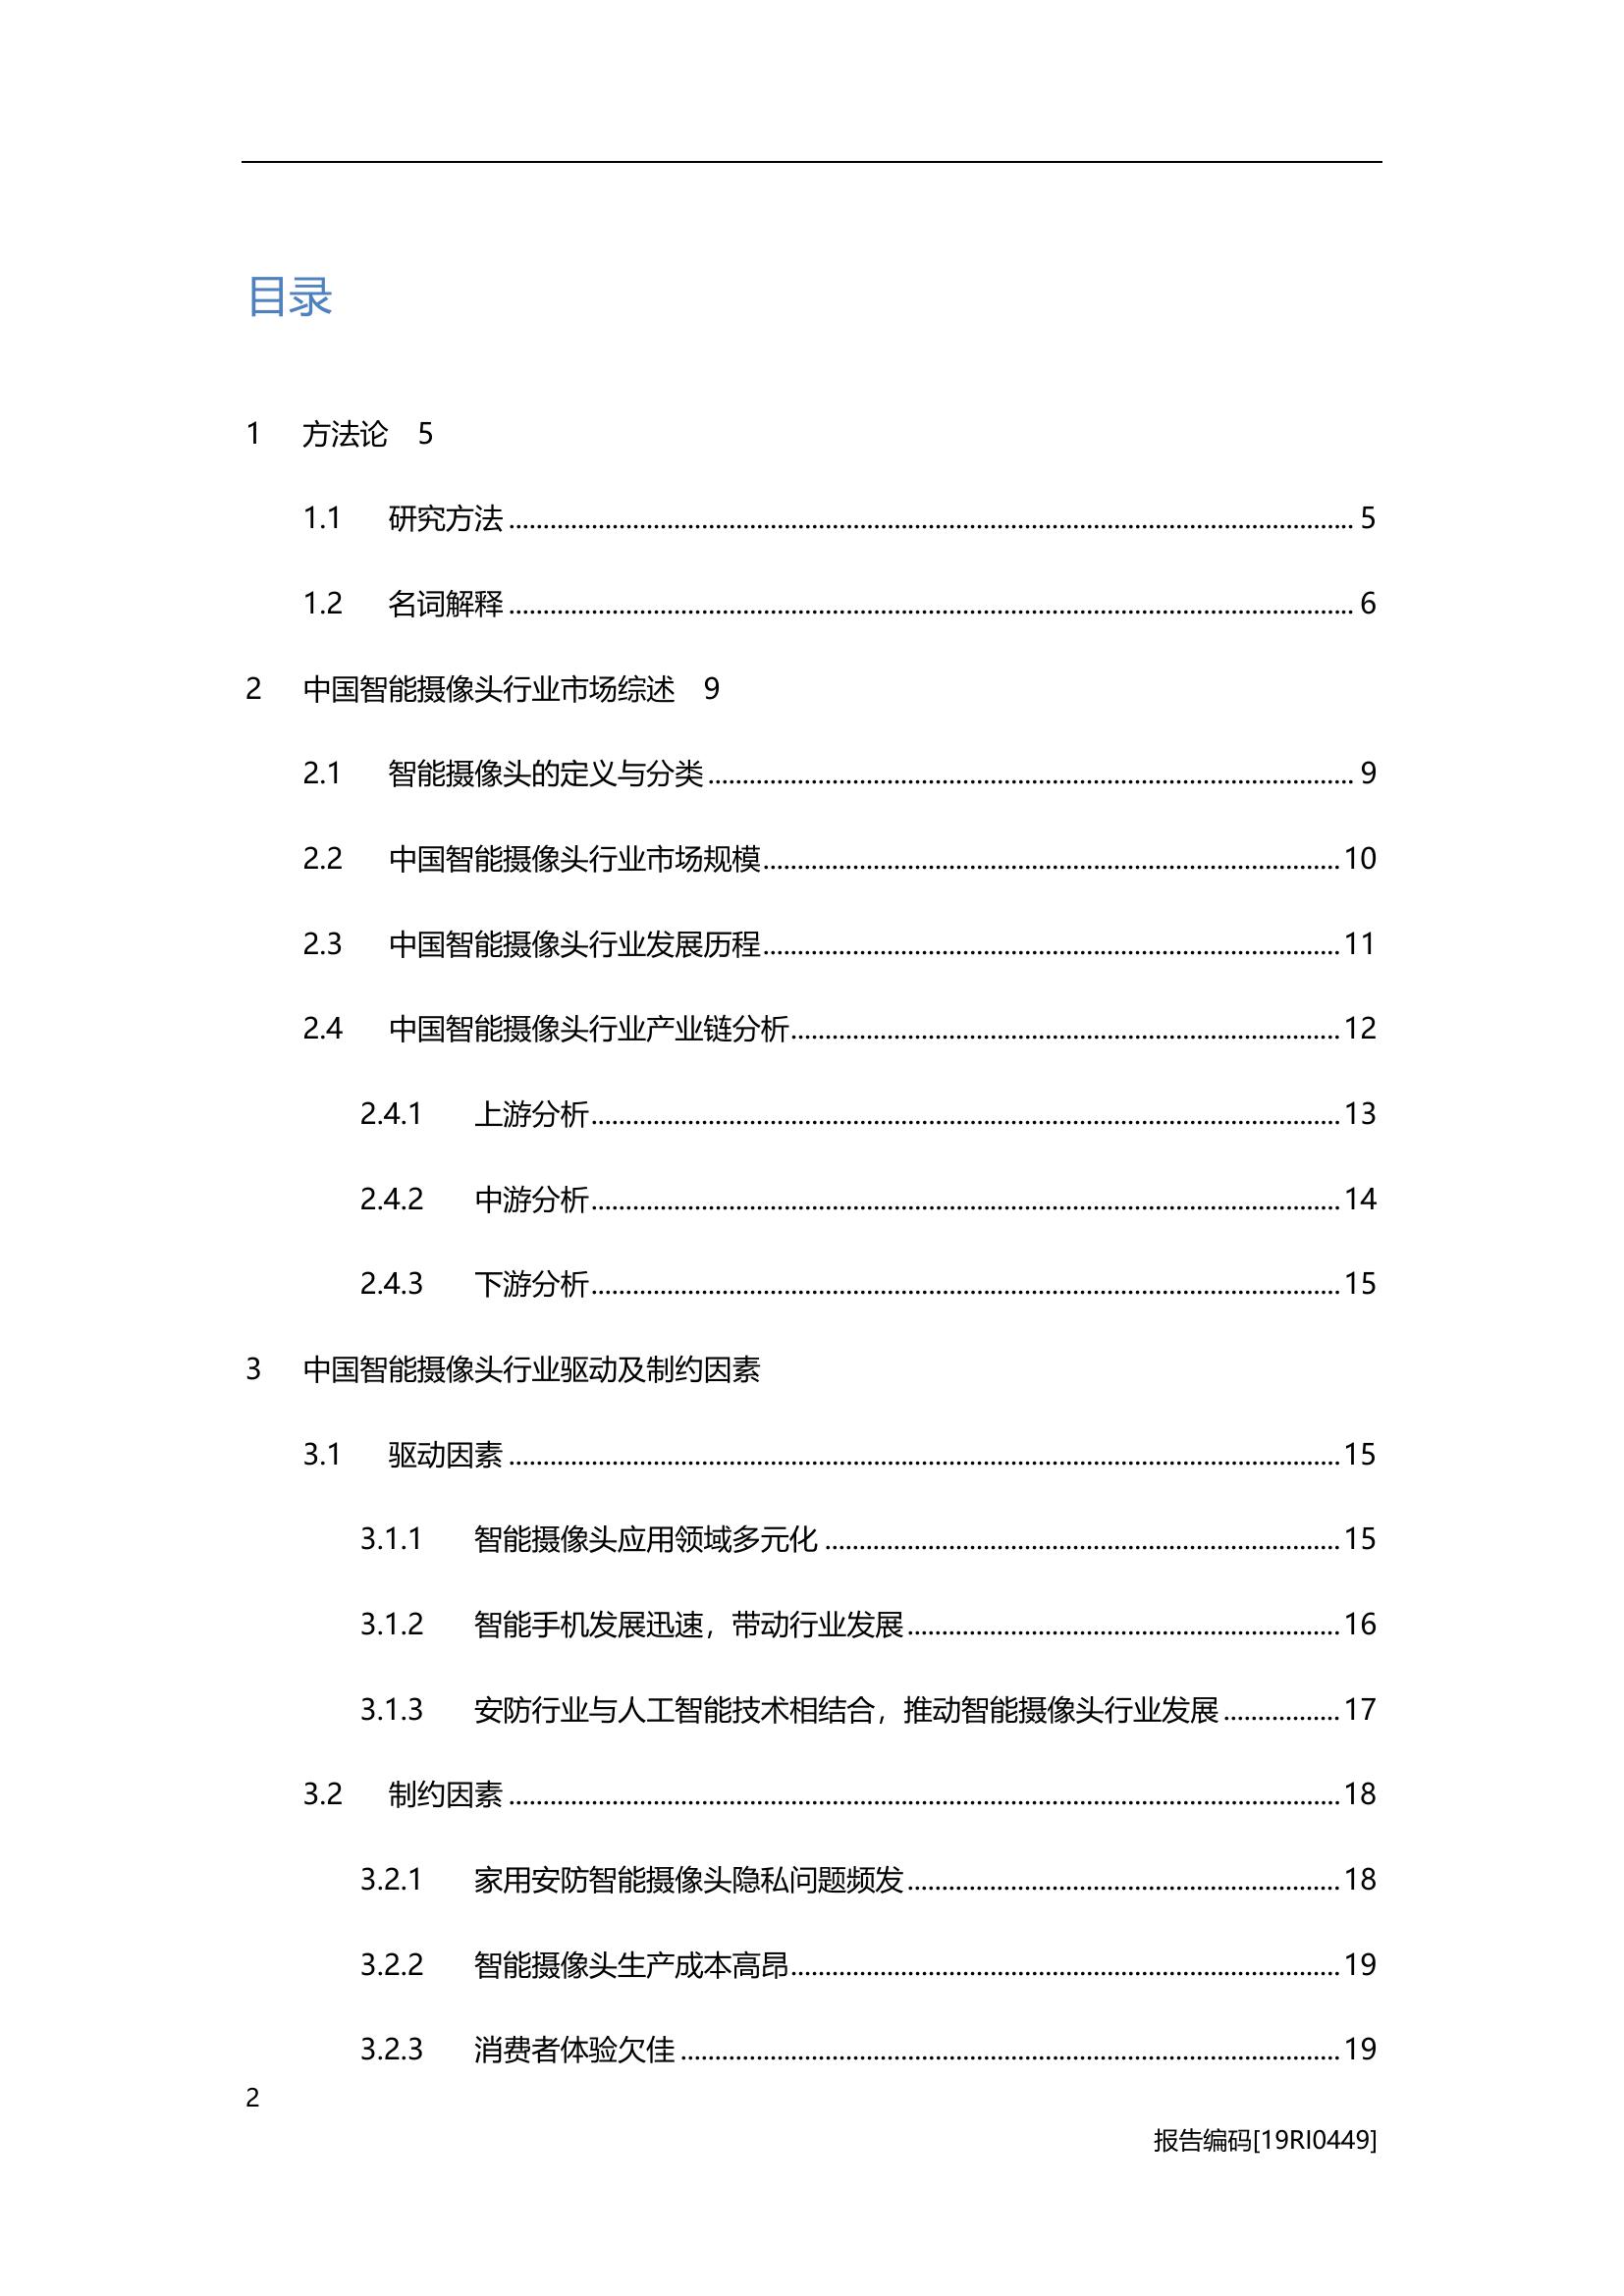 目录
1 方法论 5
1.1 研究方法 ........ 5
1.2 名词解释 ........ 6
2 中国智能摄像头行业市场综述 9
2.1 智能摄像头的定义与分类 ........ 9
2.2 中国智能摄像头行业市场规模 ........ 10
2.3 中国智能摄像头行业发展历程 ........ 11
2.4 中国智能摄像头行业产业链分析 ........ 12
2.4.1 上游分析 ........ 13
2.4.2 中游分析 ........ 14
2.4.3 下游分析 ........ 15
3 中国智能摄像头行业驱动及制约因素
3.1 驱动因素 ........ 15
3.1.1 智能摄像头应用领域多元化 ........ 15
3.1.2 智能手机发展迅速，带动行业发展 ........ 16
3.1.3 安防行业与人工智能技术相结合，推动智能摄像头行业发展 ........ 17
3.2 制约因素 ........ 18
3.2.1 家用安防智能摄像头隐私问题频发 ........ 18
3.2.2 智能摄像头生产成本高昂 ........ 19
3.2.3 消费者体验欠佳 ........ 19
2
报告编码[19RI0449]